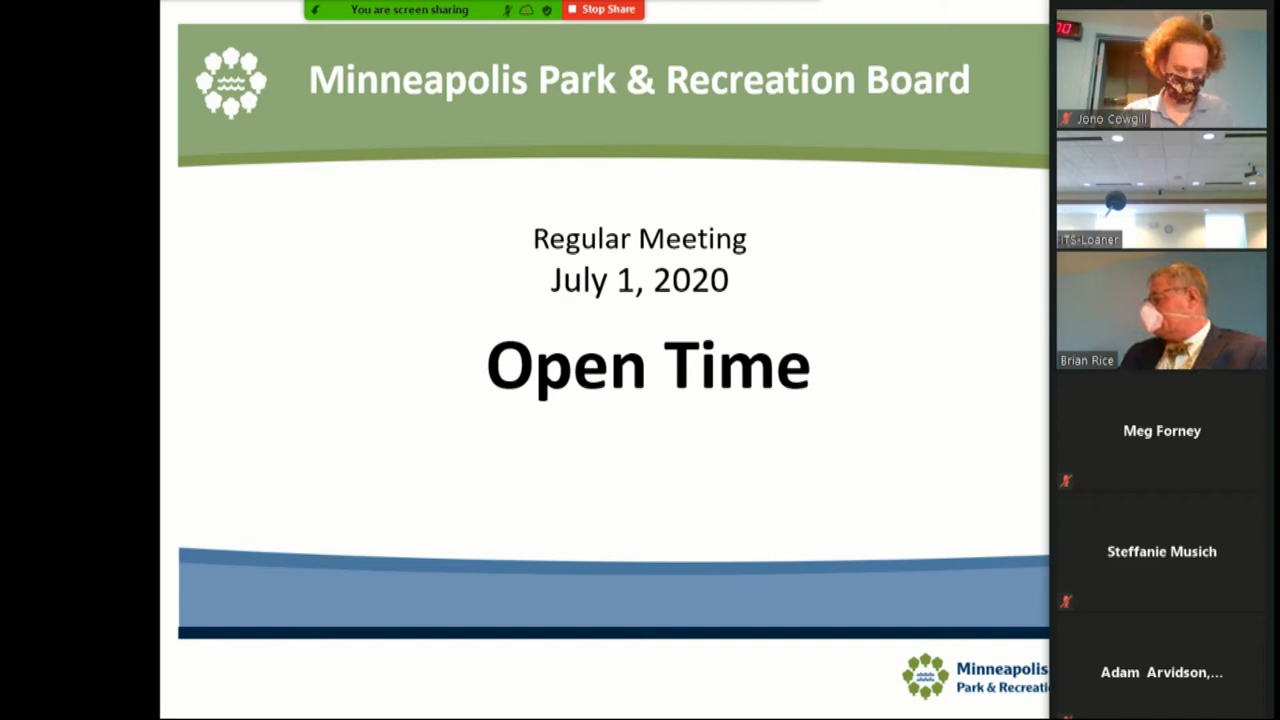 You are screen sharing
Stop Share
Minneapolis Park & Recreation Board
Regular Meeting
July 1, 2020
Open Time
Minneapolis
Park & Recreati
Jono Cowgill
ITS-Loaner
Brian Rice
Meg Forney
Steffanie Musich
Adam Arvidson,...